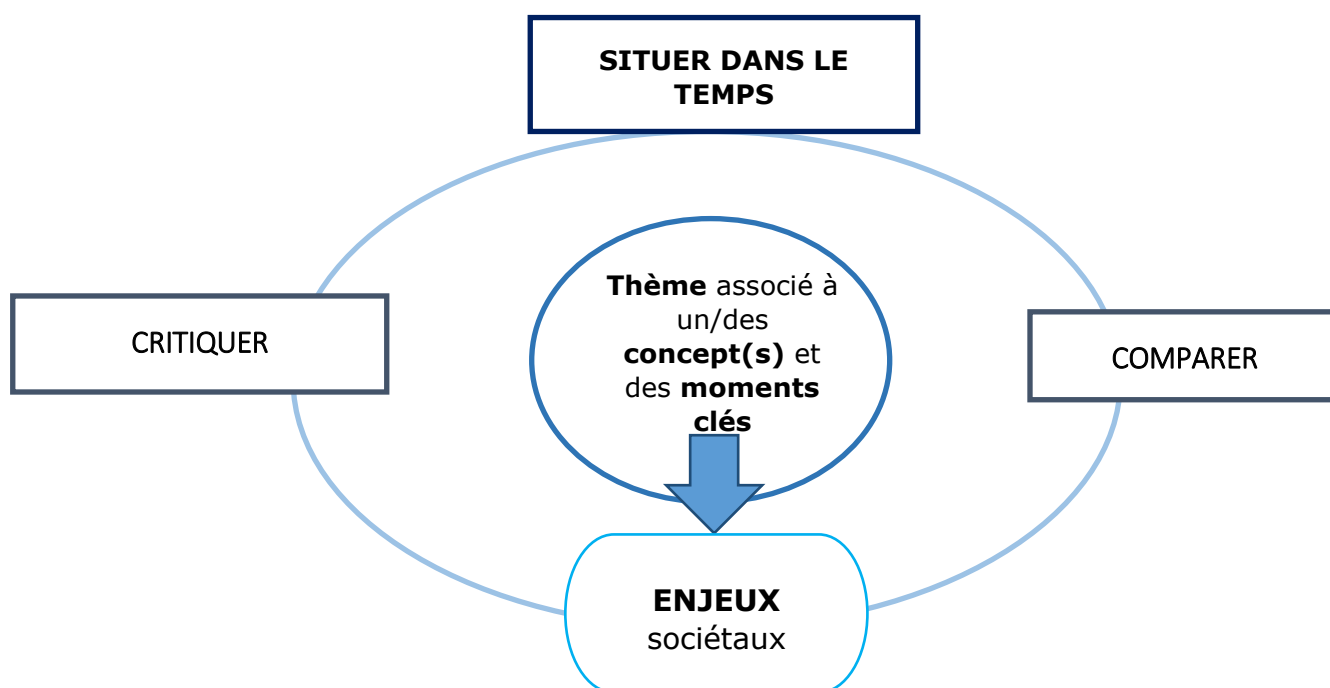 SITUER DANS LE
TEMPS
CRITIQUER
Thème associé à
un/des
concept(s) et
des moments
clés
COMPARER
ENJEUX
sociétaux